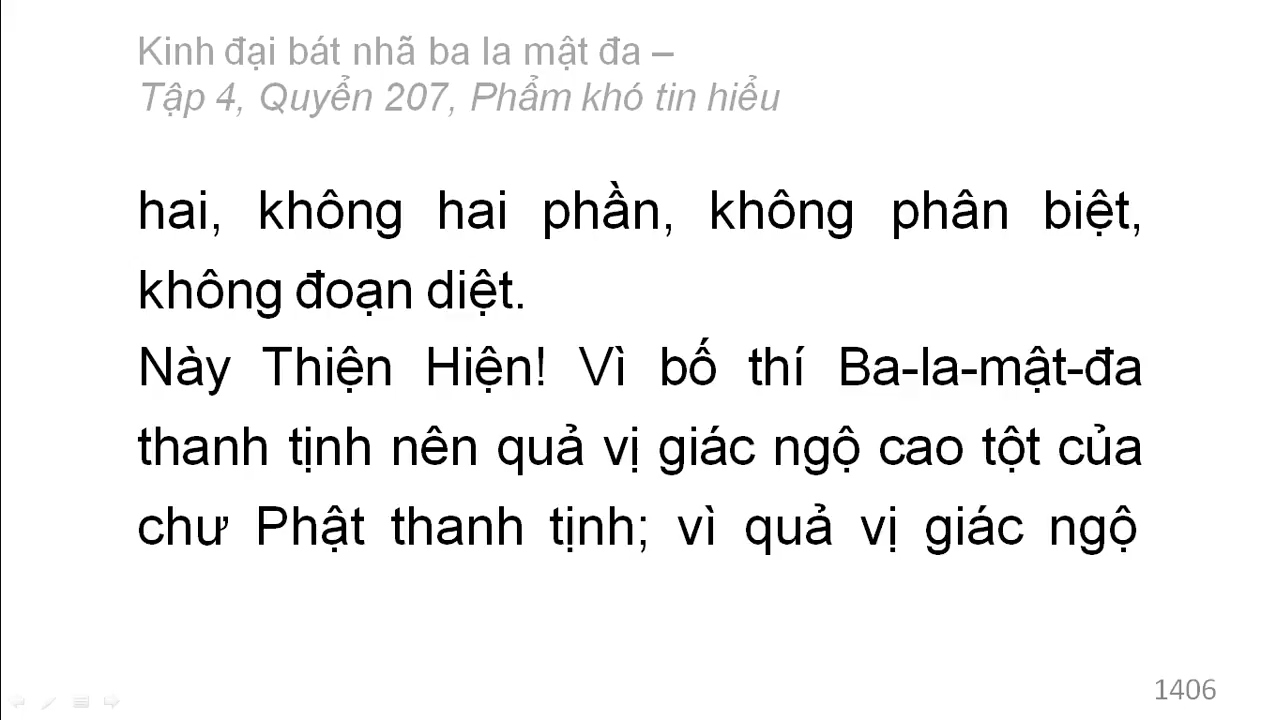 Kinh đại bát nhã ba la mật đa –
Tập 4, Quyển 207, Phẩm khó tin hiểu
hai, không hai phần, không phân biệt,
không đoạn diệt.
Này Thiện Hiện! Vì bố thí Ba-la-mật-đa
thanh tịnh nên quả vị giác ngộ cao tột của
chư Phật thanh tịnh; vì quả vị giác ngộ
1406